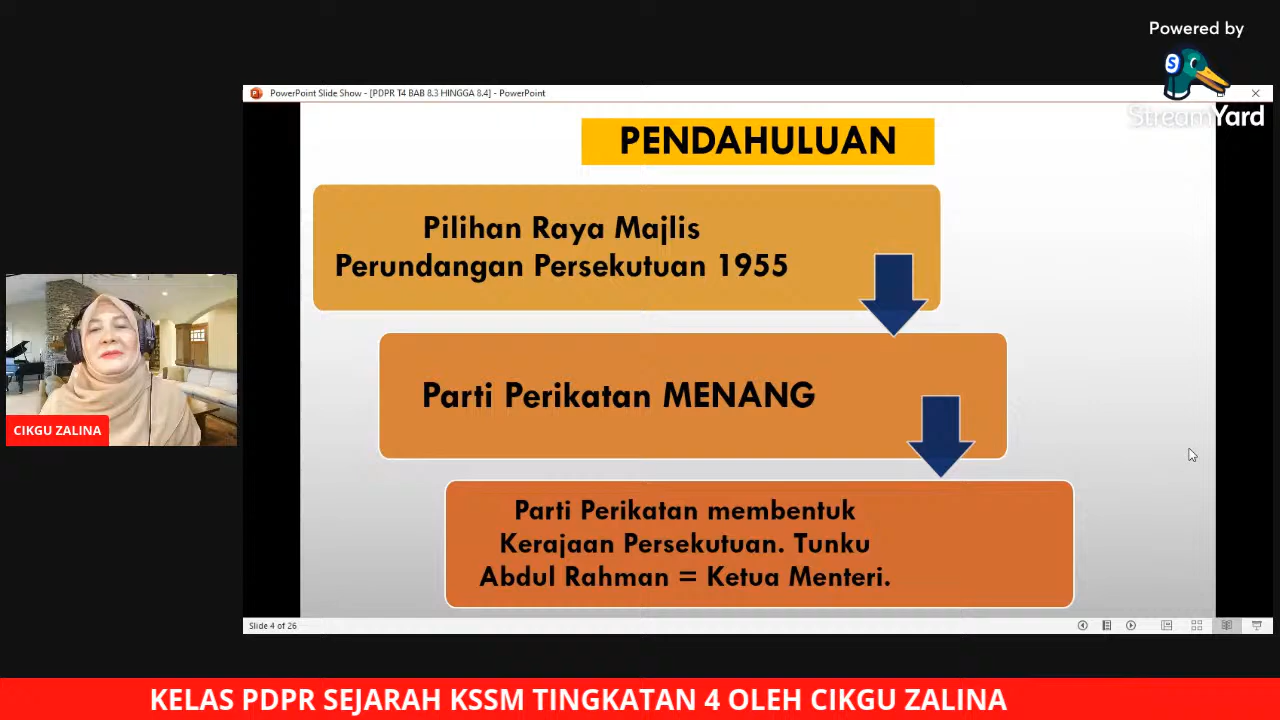 Powered by
StreamYard
PowerPoint Slide Show - [PDPR T4 BAB 8.3 HINGGA 8.4] - PowerPoint
PENDAHULUAN
Pilihan Raya Majlis
Perundangan Persekutuan 1955
Parti Perikatan MENANG
Parti Perikatan membentuk
Kerajaan Persekutuan. Tunku
Abdul Rahman = Ketua Menteri.
CIKGU ZALINA
Slide 4 of 26
KELAS PDPR SEJARAH KSSM TINGKATAN 4 OLEH CIKGU ZALINA